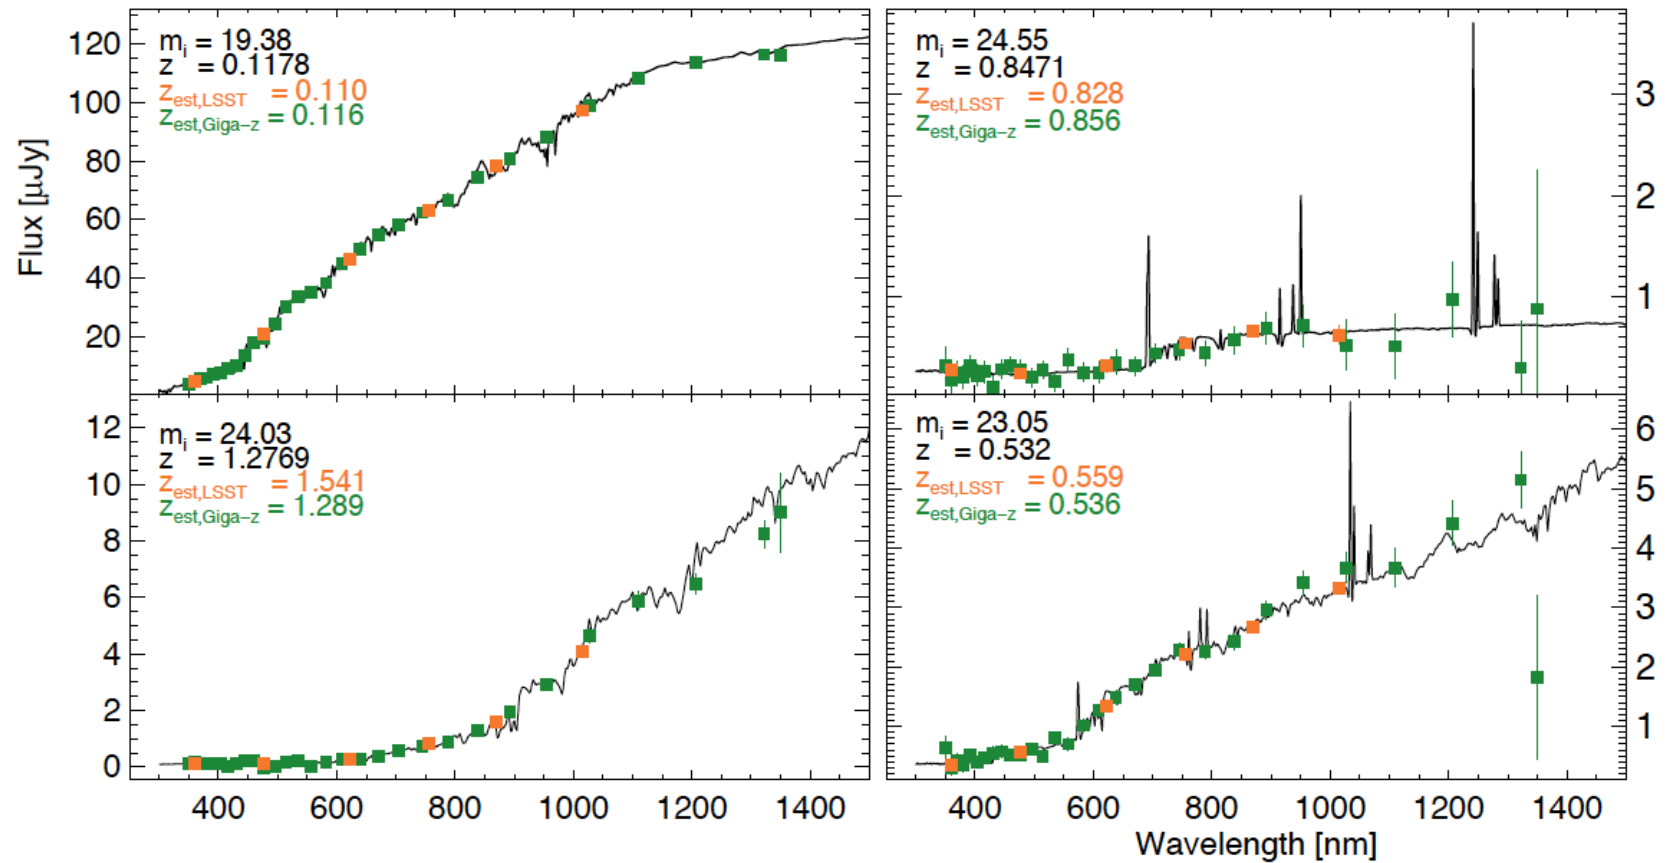 Flux [μJy]
120
100
80
60
40
20
m_i = 19.38
z = 0.1178
z_est,LSST = 0.110
z_est,Giga-z = 0.116
m_i = 24.55
z = 0.8471
z_est,LSST = 0.828
z_est,Giga-z = 0.856
3
2
1
12
10
8
6
4
2
0
m_i = 24.03
z = 1.2769
z_est,LSST = 1.541
z_est,Giga-z = 1.289
m_i = 23.05
z = 0.532
z_est,LSST = 0.559
z_est,Giga-z = 0.536
6
5
4
3
2
1
400 600 800 1000 1200 1400
400 600 800 1000 1200 1400
Wavelength [nm]